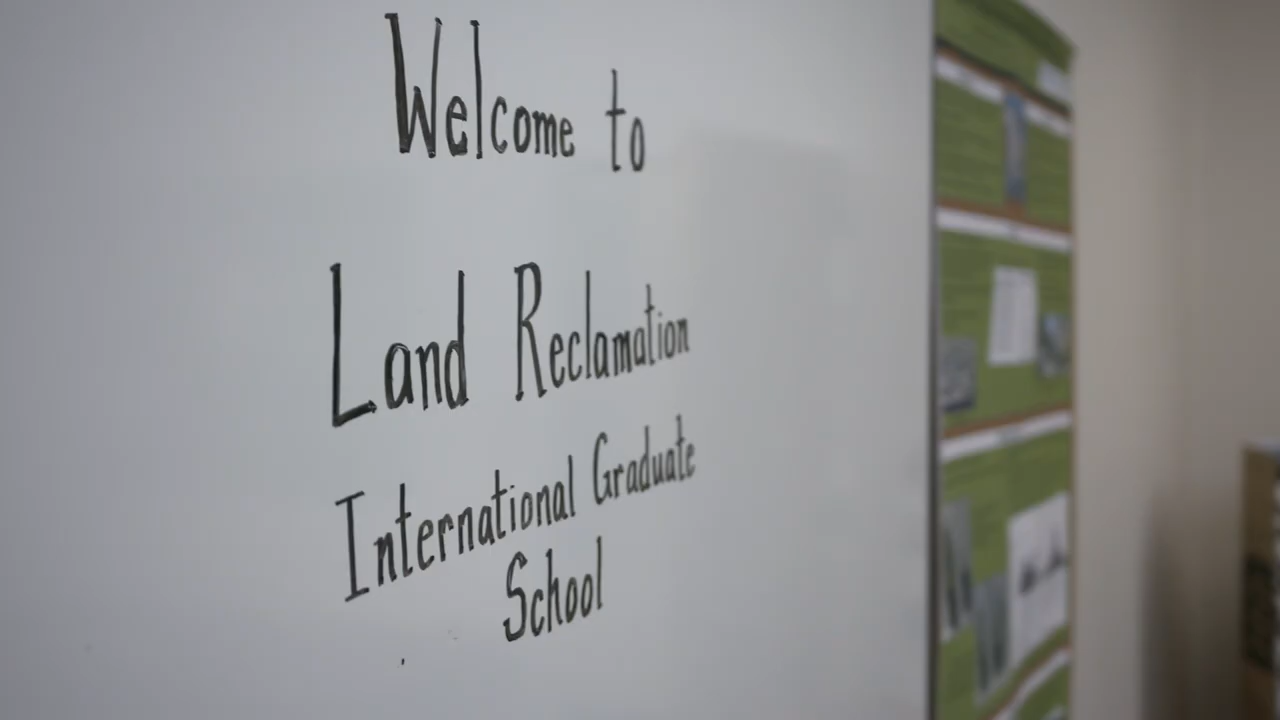 Welcome to
Land Reclamation
International Graduate
School